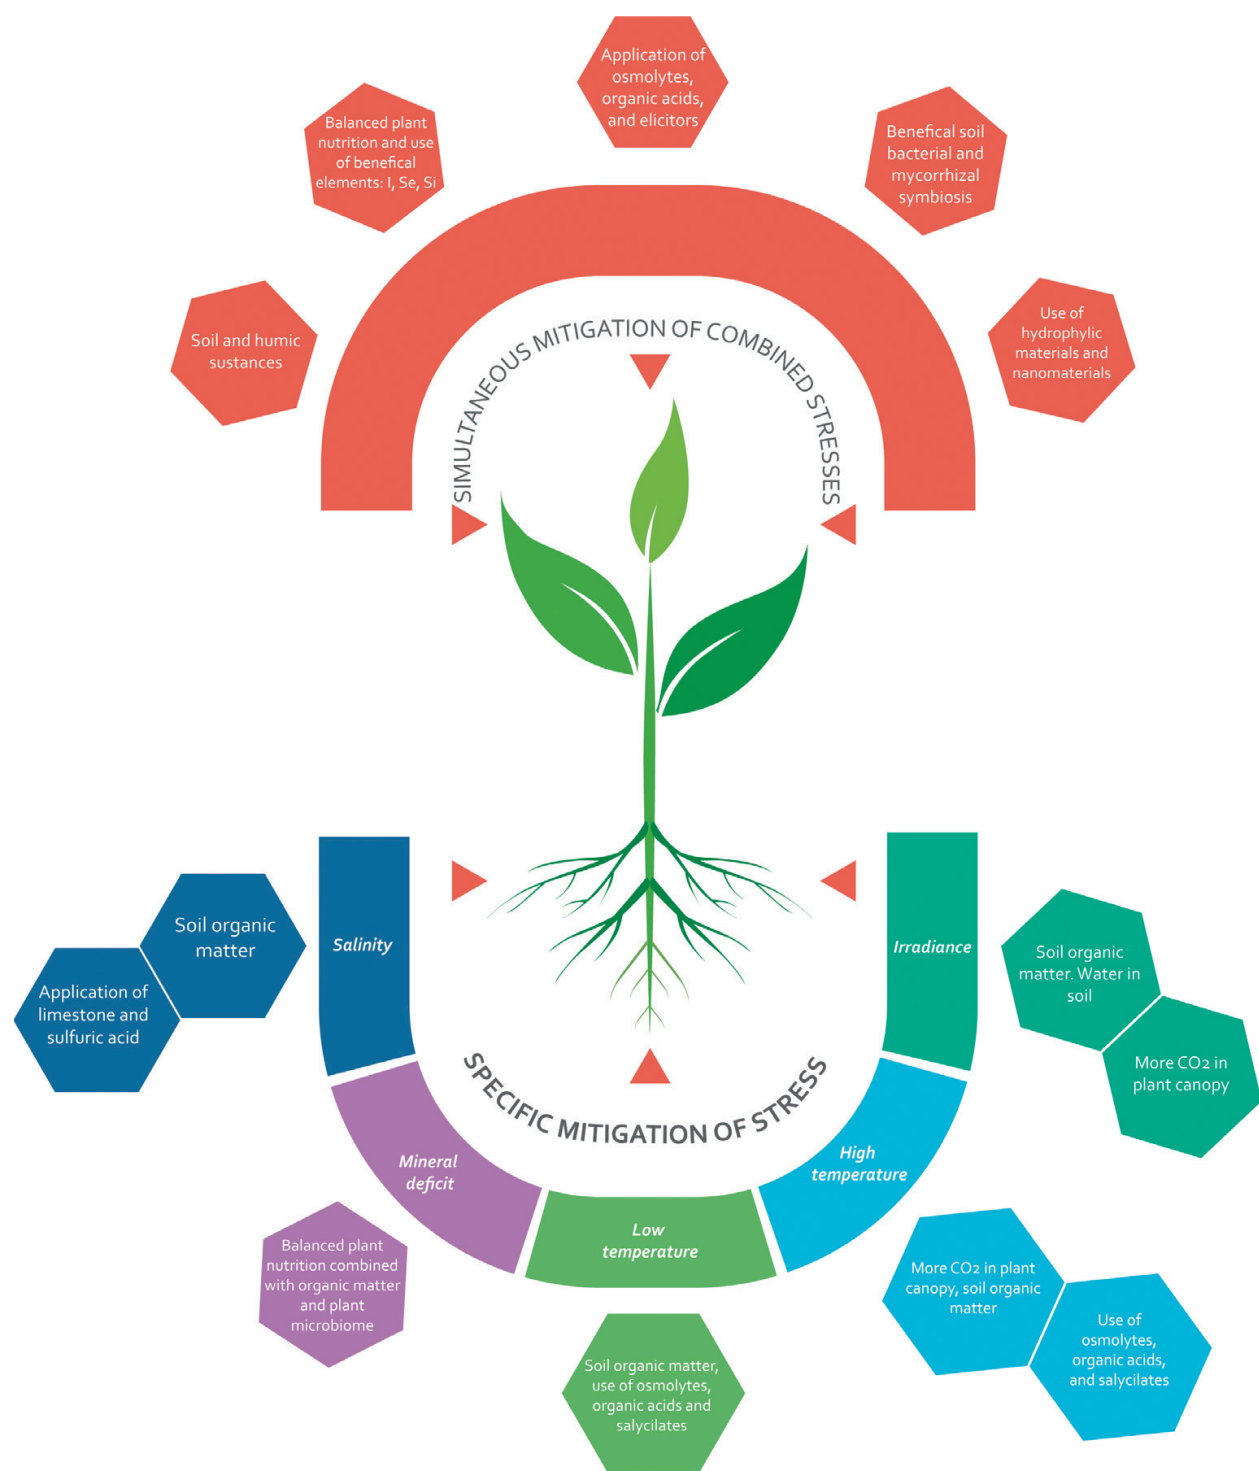 Application of
osmolytes,
organic acids,
and elicitors
Balanced plant
nutrition and use
of benefical
elements: I, Se, Si
Benefical soil
bacterial and
mycorrhizal
symbiosis
Soil and humic
sustances
Use of
hydrophylic
materials and
nanomaterials
SIMULTANEOUS MITIGATION OF COMBINED STRESSES
Salinity
Soil organic
matter
Application of
limestone and
sulfuric acid
Irradiance
Soil organic
matter. Water in
soil
More CO2 in
plant canopy
SPECIFIC MITIGATION OF STRESS
Mineral
deficit
Balanced plant
nutrition combined
with organic matter
and plant
microbiome
Low
temperature
Soil organic matter,
use of osmolytes,
organic acids and
salycilates
High
temperature
More CO2 in plant
canopy, soil organic
matter
Use of
osmolytes,
organic acids,
and salycilates